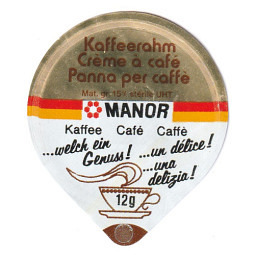 Kaffeerahm
Crème à café
Panna per caffè
Mat. gr. 15% stérilisé UHT
MANOR
Kaffee Café Caffè
...welch ein Genuss!
...un délice!
...una delizia!
12g